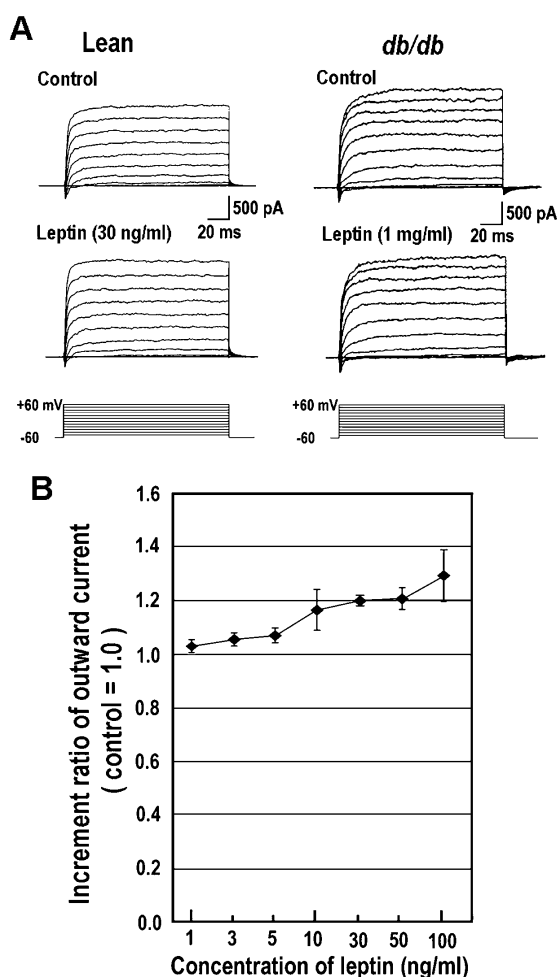 A
Lean
db/db
Control
Control
500 pA
20 ms
500 pA
20 ms
Leptin (30 ng/ml)
Leptin (1 mg/ml)
+60 mV
-60
+60 mV
-60
B
Increment ratio of outward current
( control = 1.0 )
1.6
1.4
1.2
1.0
0.8
0.6
0.4
0.2
0.0
1 3 5 10 30 50 100
Concentration of leptin (ng/ml)